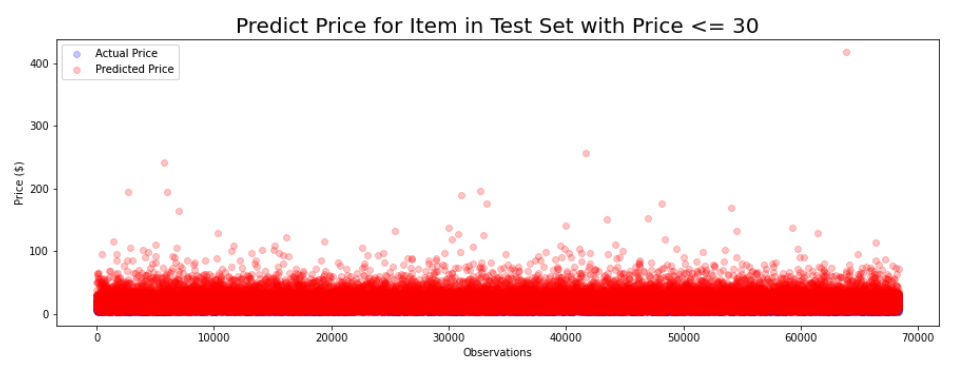 Predict Price for Item in Test Set with Price <= 30
Actual Price
Predicted Price
400
300
200
100
0
Price ($)
0 10000 20000 30000 40000 50000 60000 70000
Observations